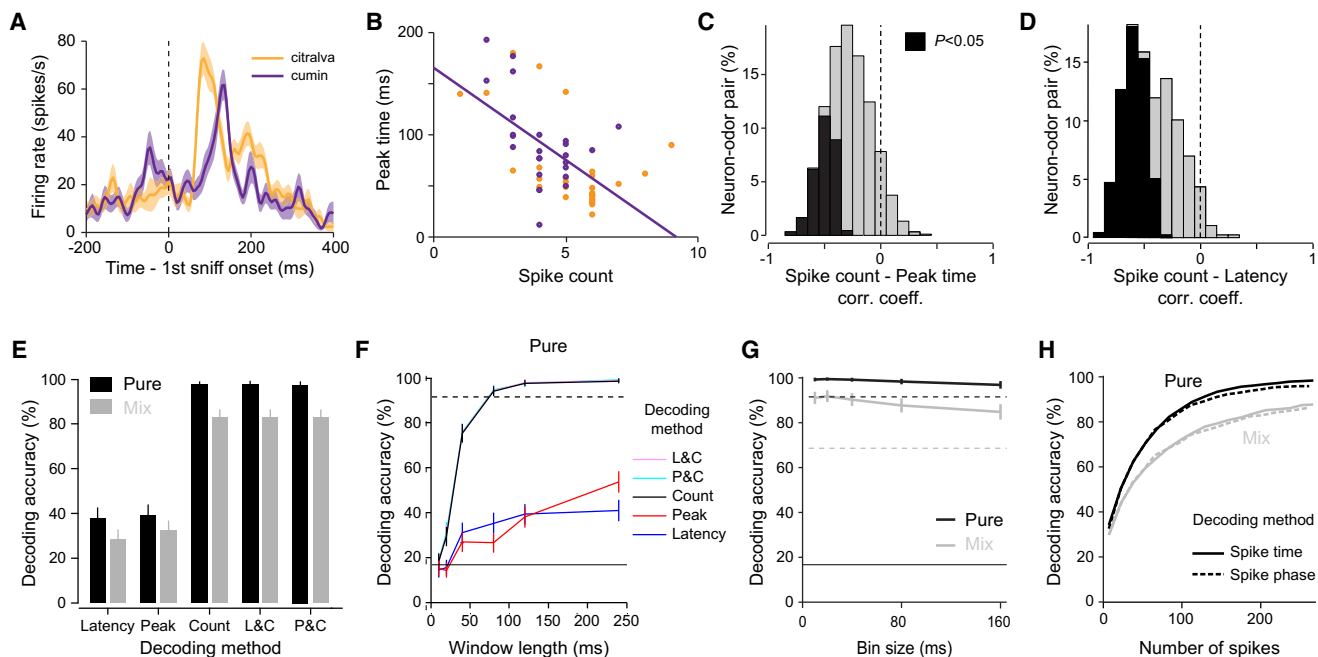 A
Firing rate (spikes/s)
80
60
40
20
0
-200
0
200
400
Time - 1st sniff onset (ms)
citralva
cumin
B
Peak time (ms)
200
100
0
0
5
10
Spike count
C
Neuron-odor pair (%)
15
10
5
0
-1
0
1
Spike count - Peak time
corr. coeff.
P<0.05
D
Neuron-odor pair (%)
15
10
5
0
-1
0
1
Spike count - Latency
corr. coeff.
E
Decoding accuracy (%)
100
80
60
40
20
0
Pure
Mix
Latency
Peak
Count
L&C
P&C
Decoding method
F
Pure
Decoding accuracy (%)
100
80
60
40
20
0
0
50
100
150
200
250
Window length (ms)
Decoding
method
L&C
P&C
Count
Peak
Latency
G
Decoding accuracy (%)
100
80
60
40
20
0
0
40
80
120
160
Bin size (ms)
Pure
Mix
H
Decoding accuracy (%)
100
80
60
40
20
0
0
100
200
Number of spikes
Pure
Mix
Decoding method
Spike time
Spike phase